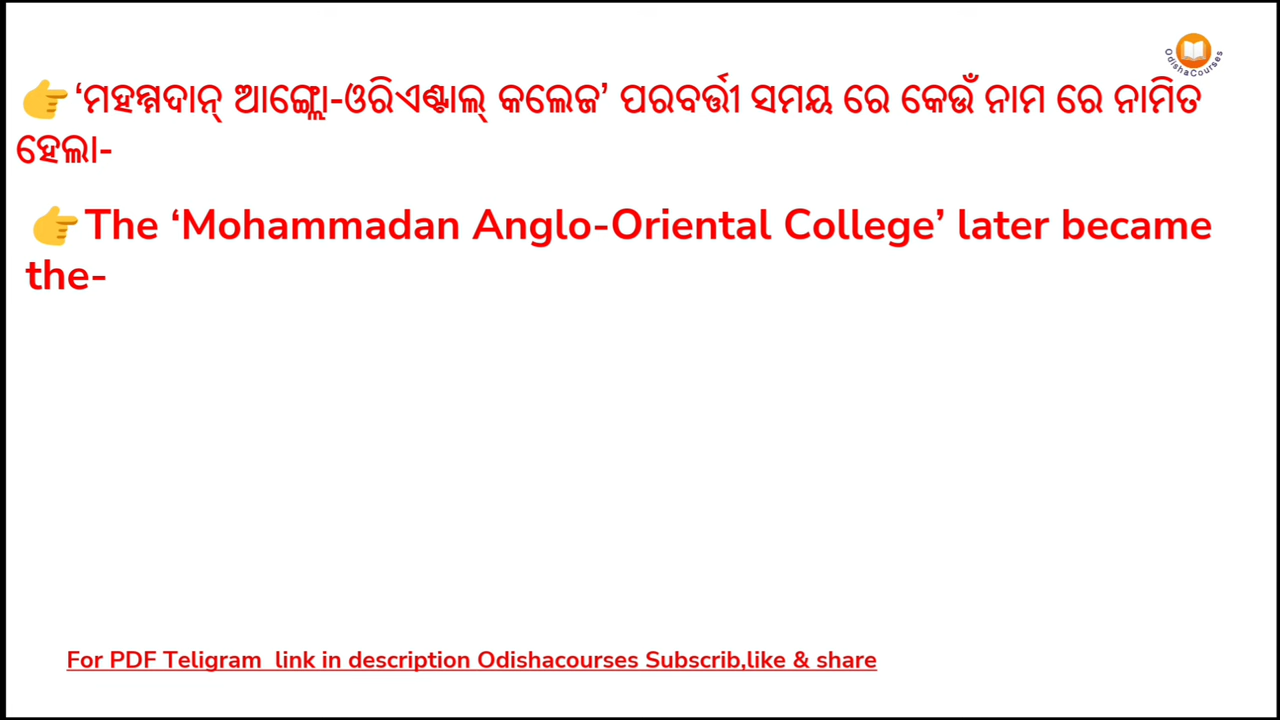 OdishaCourses
👉‘ମହମ୍ମଦାନ୍ ଆଙ୍ଗ୍ଲୋ-ଓରିଏଣ୍ଟାଲ୍ କଲେଜ’ ପରବର୍ତ୍ତୀ ସମୟ ରେ କେଉଁ ନାମ ରେ ନାମିତ
ହେଲା-
👉The ‘Mohammadan Anglo-Oriental College’ later became
the-
For PDF Teligram link in description Odishacourses Subscrib,like & share